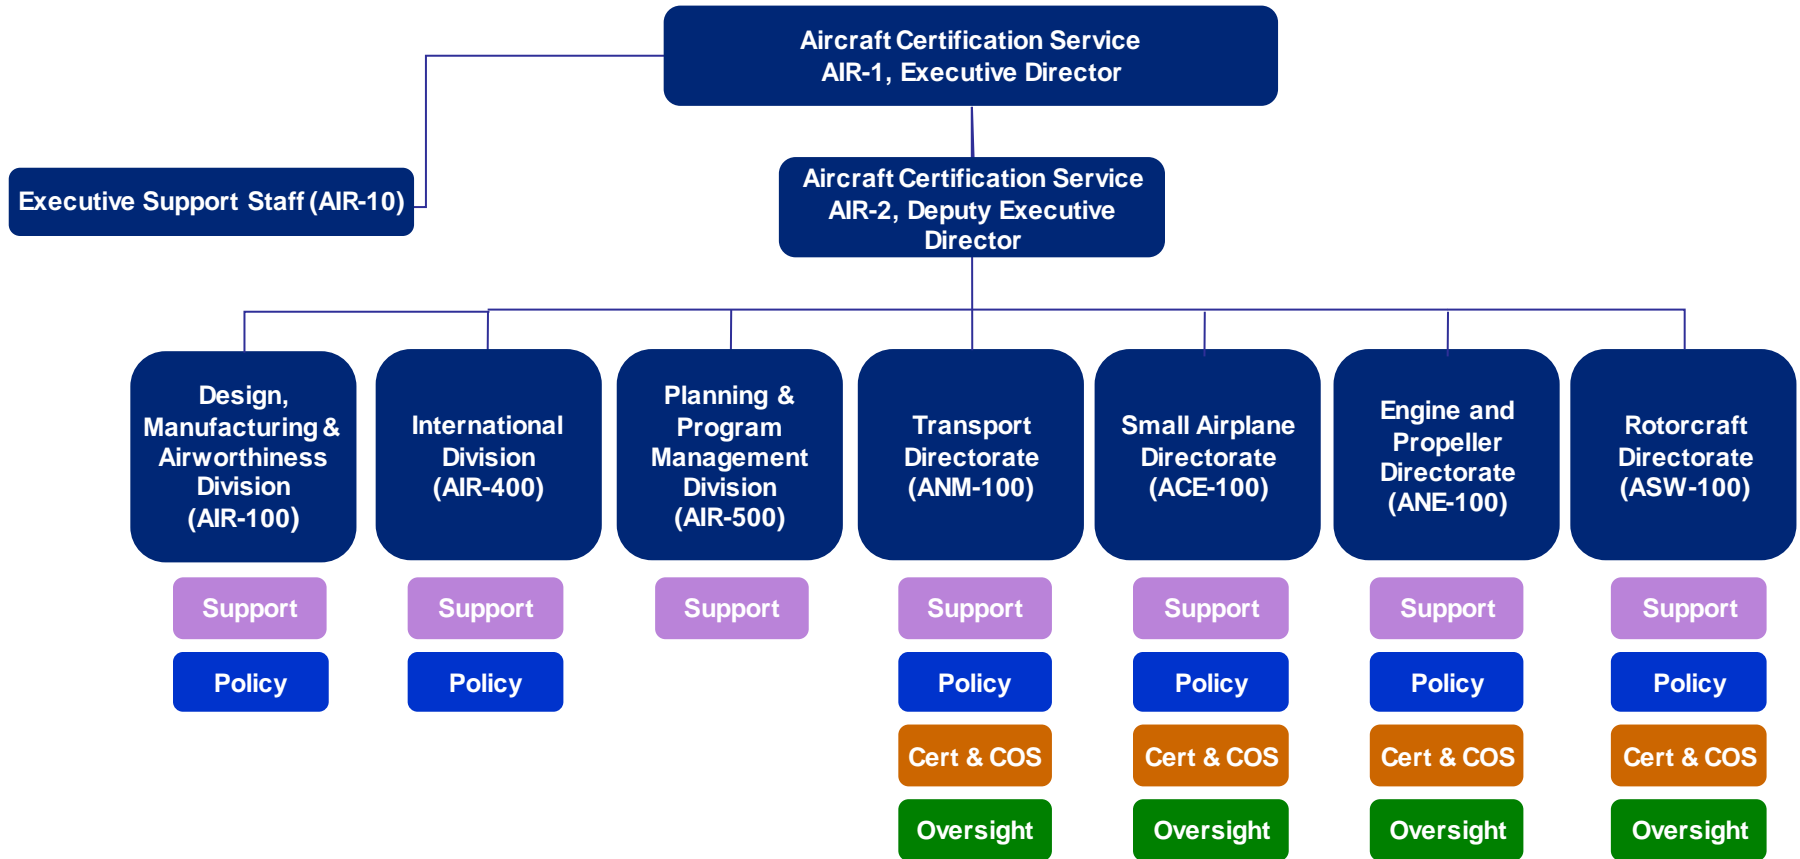 Aircraft Certification Service
AIR-1, Executive Director
Executive Support Staff (AIR-10)
Aircraft Certification Service
AIR-2, Deputy Executive
Director
Design,
Manufacturing &
Airworthiness
Division
(AIR-100)
International
Division
(AIR-400)
Planning &
Program
Management
Division
(AIR-500)
Transport
Directorate
(ANM-100)
Small Airplane
Directorate
(ACE-100)
Engine and
Propeller
Directorate
(ANE-100)
Rotorcraft
Directorate
(ASW-100)
Support
Support
Support
Support
Support
Support
Support
Policy
Policy
Policy
Policy
Policy
Policy
Cert & COS
Cert & COS
Cert & COS
Cert & COS
Oversight
Oversight
Oversight
Oversight